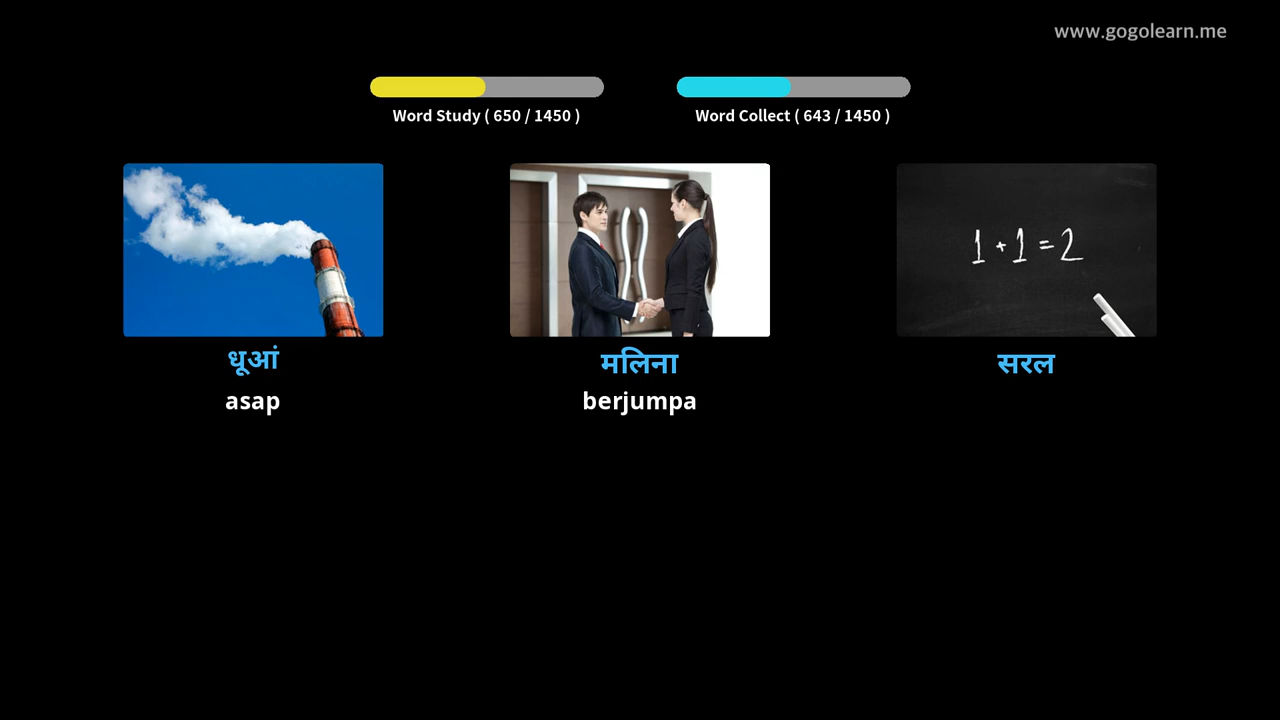 www.gogolearn.me
Word Study ( 650 / 1450 )
Word Collect ( 643 / 1450 )
1 + 1 = 2
धूआं
मलिना
सरल
asap
berjumpa